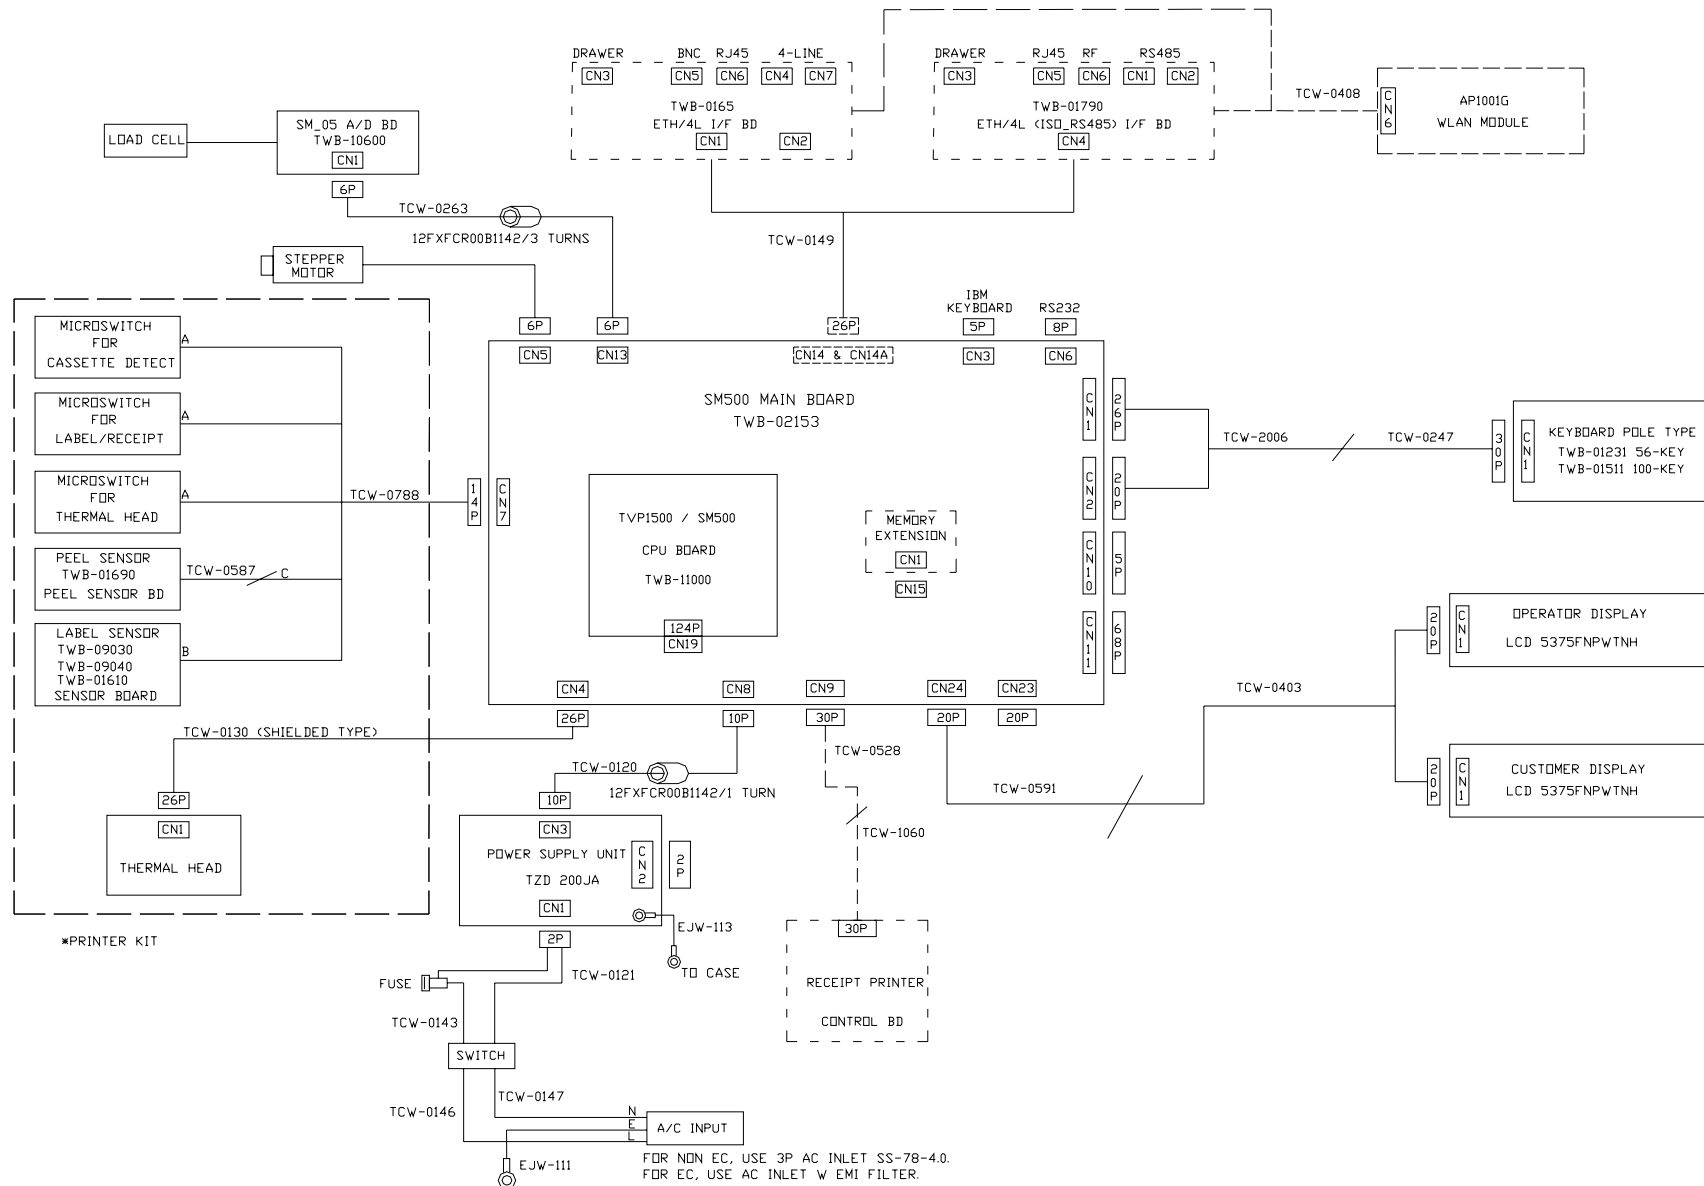 DRAWER BNC RJ45 4-LINE
CN3 CN5 CN6 CN4 CN7
TWB-0165
ETH/4L I/F BD
CN1 CN2
DRAWER RJ45 RF RS485
CN3 CN5 CN6 CN1 CN2
TWB-01790
ETH/4L (ISO_RS485) I/F BD
CN4
TCW-0408
CN6
AP1001G
WLAN MODULE
LOAD CELL
SM_05 A/D BD
TWB-10600
CN1
6P
TCW-0263
12FXFCR00B1142/3 TURNS
TCW-0149
STEPPER
MOTOR
MICROSWITCH
FOR
CASSETTE DETECT
A
MICROSWITCH
FOR
LABEL/RECEIPT
A
MICROSWITCH
FOR
THERMAL HEAD
A
TCW-0788
PEEL SENSOR
TWB-01690
PEEL SENSOR BD
TCW-0587
C
LABEL SENSOR
TWB-09030
TWB-09040
TWB-01610
SENSOR BOARD
B
TCW-0130 (SHIELDED TYPE)
26P
CN1
THERMAL HEAD
*PRINTER KIT
IBM
KEYBOARD
RS232
6P 6P 26P 5P 8P
CN5 CN13 CN14 & CN14A CN3 CN6
SM500 MAIN BOARD
TWB-02153
14P
CN7
TVP1500 / SM500
CPU BOARD
TWB-11000
124P
CN19
MEMORY
EXTENSION
CN1
CN15
CN1
26P
CN2
20P
CN10
5P
CN11
68P
CN4 CN8 CN9 CN24 CN23
26P 10P 30P 20P 20P
TCW-2006
TCW-0247
30P
CN1
KEYBOARD POLE TYPE
TWB-01231 56-KEY
TWB-01511 100-KEY
TCW-0591
TCW-0403
20P
CN1
OPERATOR DISPLAY
LCD 5375FNPWTNH
20P
CN1
CUSTOMER DISPLAY
LCD 5375FNPWTNH
TCW-0120
12FXFCR00B1142/1 TURN
10P
CN3
POWER SUPPLY UNIT
TZD 200JA
CN2
2P
CN1
2P
EJW-113
TO CASE
TCW-0528
TCW-1060
30P
RECEIPT PRINTER
CONTROL BD
FUSE
TCW-0121
TCW-0143
SWITCH
TCW-0147
TCW-0146
N
E
L
A/C INPUT
EJW-111
FOR NON EC, USE 3P AC INLET SS-78-4.0.
FOR EC, USE AC INLET W EMI FILTER.